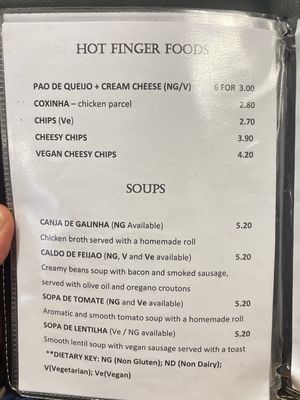 HOT FINGER FOODS
PAO DE QUEIJO + CREAM CHEESE (NG/V) 6 FOR 3.00
COXINHA – chicken parcel 2.80
CHIPS (Ve) 2.70
CHEESY CHIPS 3.90
VEGAN CHEESY CHIPS 4.20
SOUPS
CANJA DE GALINHA (NG Available) 5.20
Chicken broth served with a homemade roll
CALDO DE FEIJAO (NG, V and Ve available) 5.20
Creamy beans soup with bacon and smoked sausage,
served with olive oil and oregano croutons
SOPA DE TOMATE (NG and Ve available) 5.20
Aromatic and smooth tomato soup with a homemade roll
SOPA DE LENTILHA (Ve / NG available) 5.20
Smooth lentil soup with vegan sausage served with a toast
**DIETARY KEY: NG (Non Gluten); ND (Non Dairy);
V(Vegetarian); Ve(Vegan)